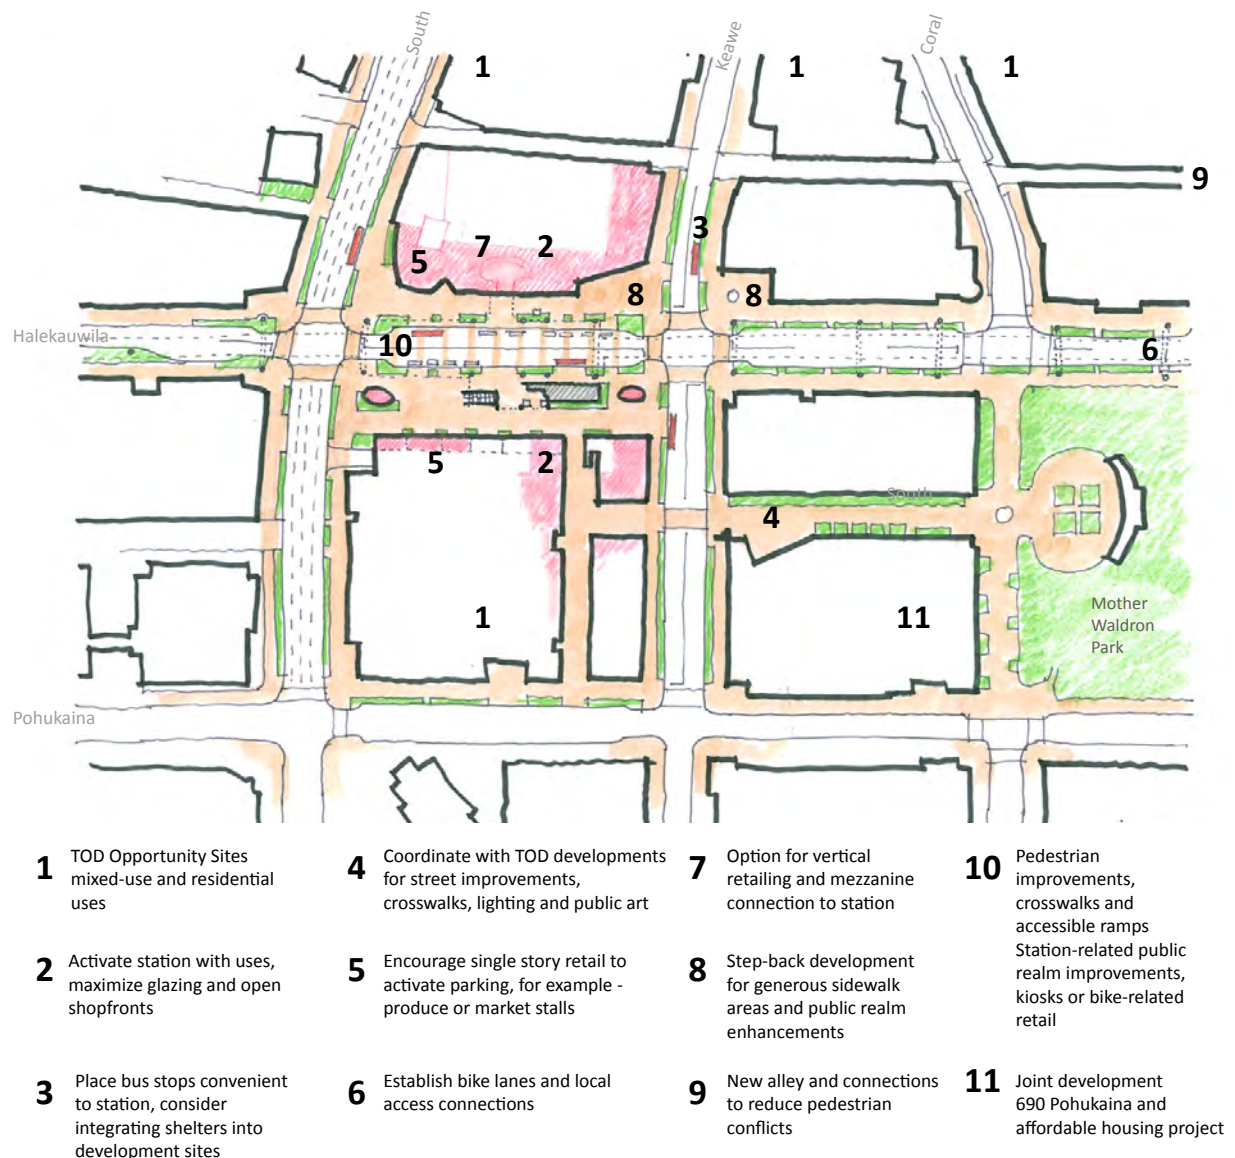 South
Keawe
Coral
1
1
1
9
3
7
2
5
8
8
Halekauwila
10
6
5
2
South
4
1
11
Mother
Waldron
Park
Pohukaina
1
TOD Opportunity Sites
mixed-use and residential
uses
2
Activate station with uses,
maximize glazing and open
shopfronts
3
Place bus stops convenient
to station, consider
integrating shelters into
development sites
4
Coordinate with TOD developments
for street improvements,
crosswalks, lighting and public art
5
Encourage single story retail to
activate parking, for example -
produce or market stalls
6
Establish bike lanes and local
access connections
7
Option for vertical
retailing and mezzanine
connection to station
8
Step-back development
for generous sidewalk
areas and public realm
enhancements
9
New alley and connections
to reduce pedestrian
conflicts
10
Pedestrian
improvements,
crosswalks and
accessible ramps
Station-related public
realm improvements,
kiosks or bike-related
retail
11
Joint development
690 Pohukaina and
affordable housing project